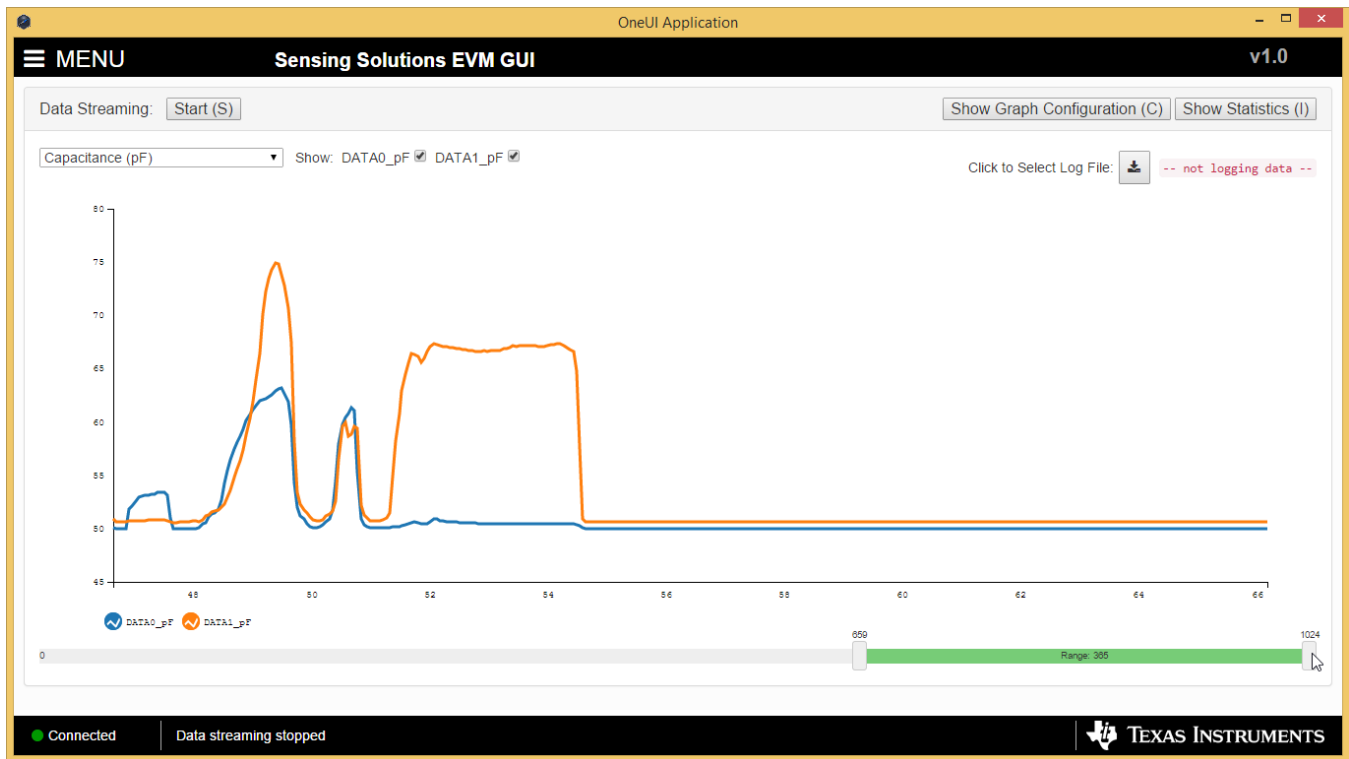 OneUI Application
MENU Sensing Solutions EVM GUI v1.0
Data Streaming: Start (S) Show Graph Configuration (C) Show Statistics (I)
Capacitance (pF) Show: DATA0_pF DATA1_pF Click to Select Log File: -- not logging data --
80
75
70
65
60
55
50
45
48 50 52 54 56 58 60 62 64 66
DATA0_pF DATA1_pF
659 1024
0 Range: 365
Connected Data streaming stopped TEXAS INSTRUMENTS